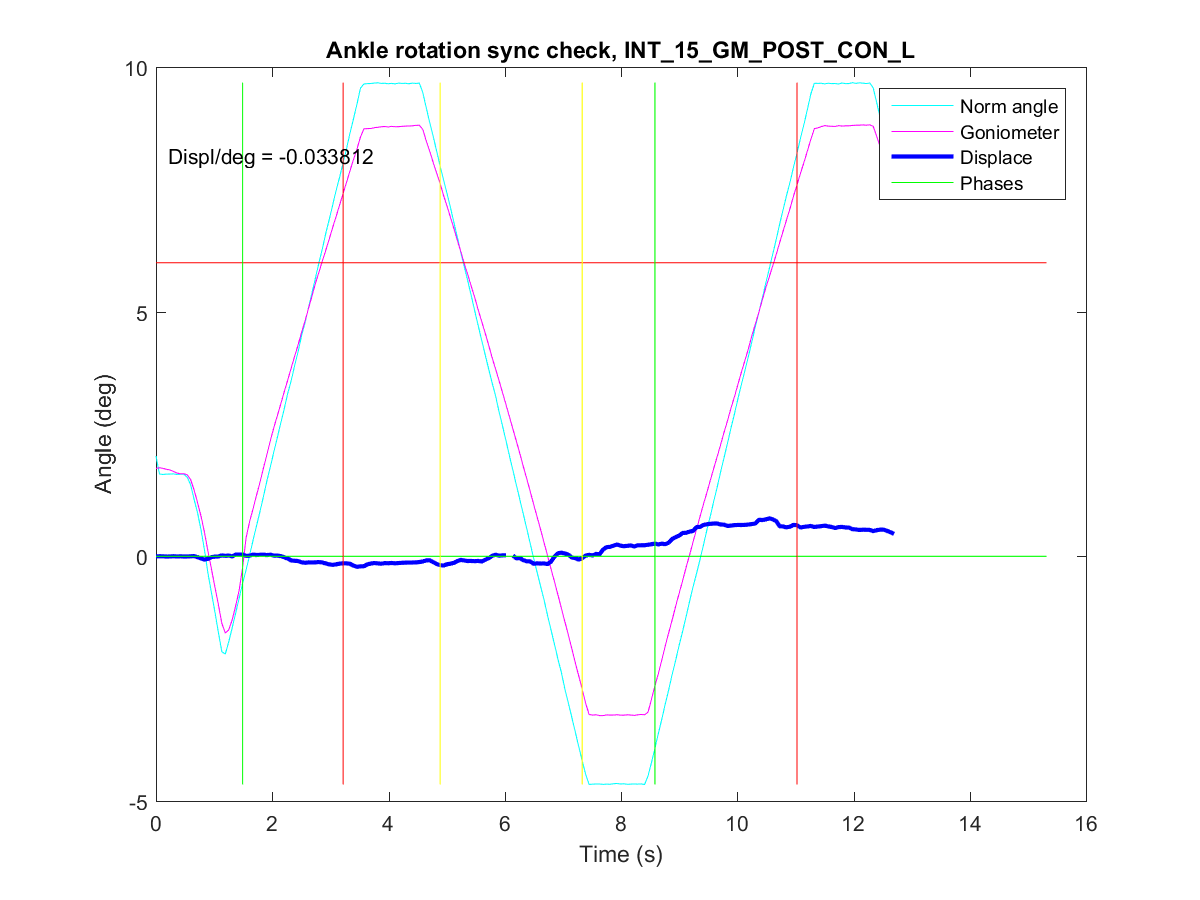 Ankle rotation sync check, INT_15_GM_POST_CON_L
10
Norm angle
Goniometer
Displace
Phases
Displ/deg = -0.033812
5
0
-5
Angle (deg)
0 2 4 6 8 10 12 14 16
Time (s)